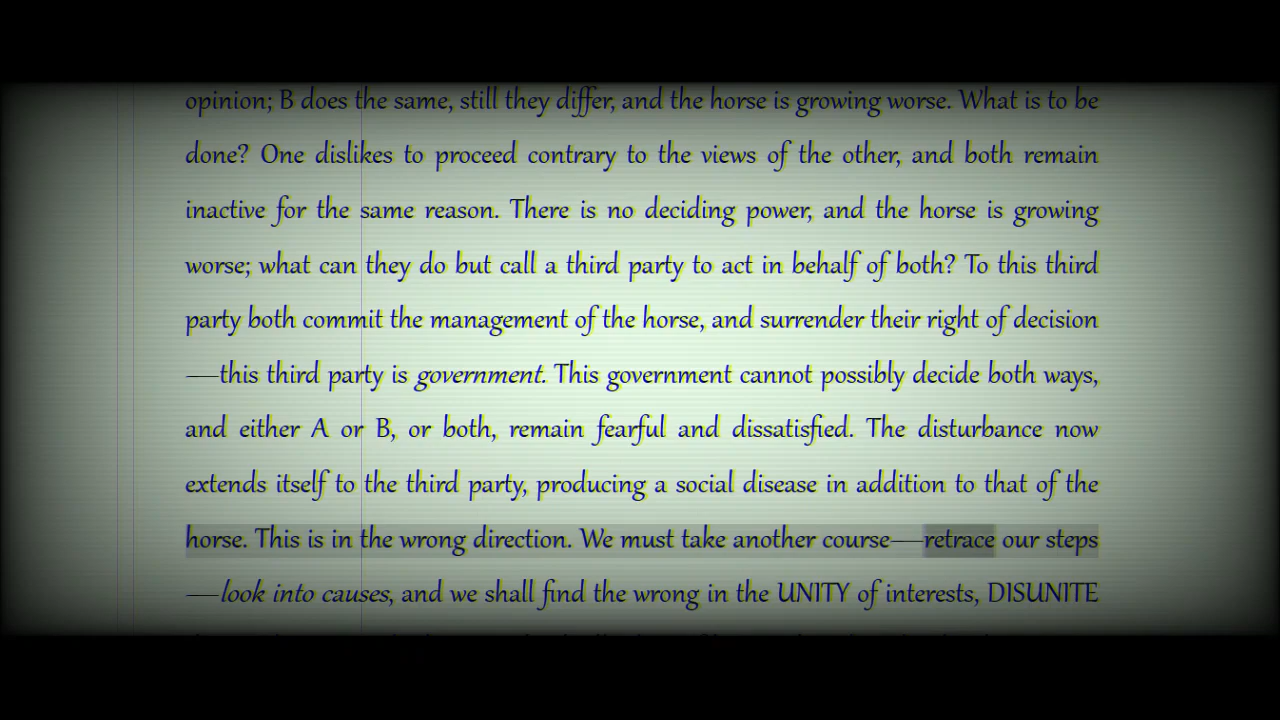 opinion; B does the same, still they differ, and the horse is growing worse. What is to be
done? One dislikes to proceed contrary to the views of the other, and both remain
inactive for the same reason. There is no deciding power, and the horse is growing
worse; what can they do but call a third party to act in behalf of both? To this third
party both commit the management of the horse, and surrender their right of decision
—this third party is government. This government cannot possibly decide both ways,
and either A or B, or both, remain fearful and dissatisfied. The disturbance now
extends itself to the third party, producing a social disease in addition to that of the
horse. This is in the wrong direction. We must take another course—retrace our steps
—look into causes, and we shall find the wrong in the UNITY of interests, DISUNITE